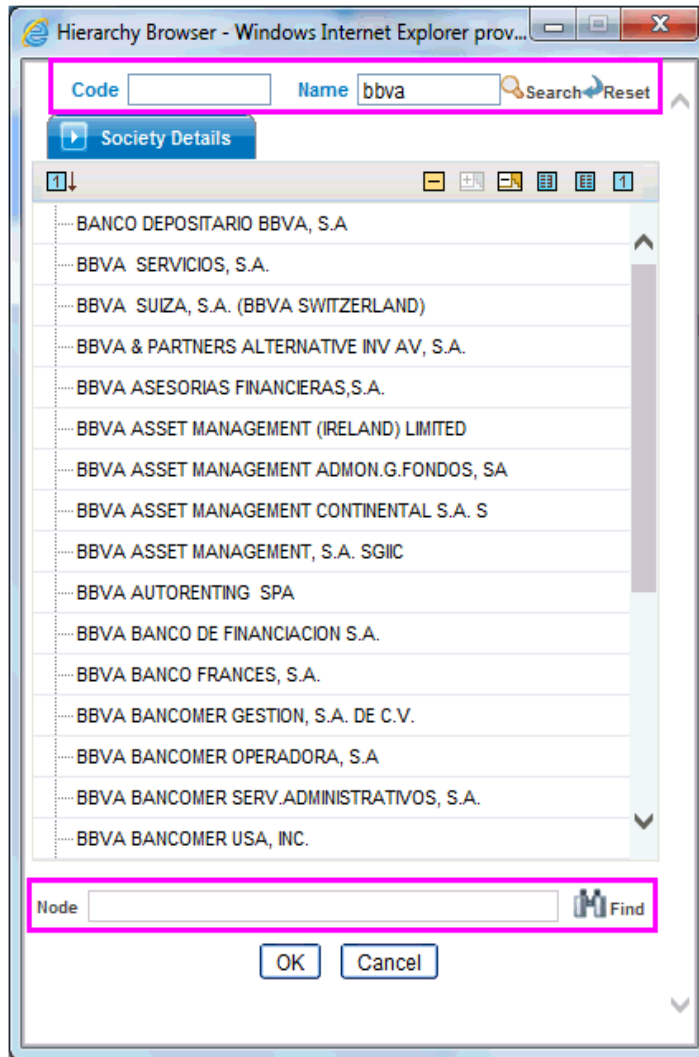 Hierarchy Browser - Windows Internet Explorer prov...
Code Name bbva Search Reset
Society Details
1 1
BANCO DEPOSITARIO BBVA, S.A
BBVA SERVICIOS, S.A.
BBVA SUIZA, S.A. (BBVA SWITZERLAND)
BBVA & PARTNERS ALTERNATIVE INV AV, S.A.
BBVA ASESORIAS FINANCIERAS,S.A.
BBVA ASSET MANAGEMENT (IRELAND) LIMITED
BBVA ASSET MANAGEMENT ADMON.G.FONDOS, SA
BBVA ASSET MANAGEMENT CONTINENTAL S.A. S
BBVA ASSET MANAGEMENT, S.A. SGIIC
BBVA AUTORENTING SPA
BBVA BANCO DE FINANCIACION S.A.
BBVA BANCO FRANCES, S.A.
BBVA BANCOMER GESTION, S.A. DE C.V.
BBVA BANCOMER OPERADORA, S.A
BBVA BANCOMER SERV.ADMINISTRATIVOS, S.A.
BBVA BANCOMER USA, INC.
Node Find
OK Cancel